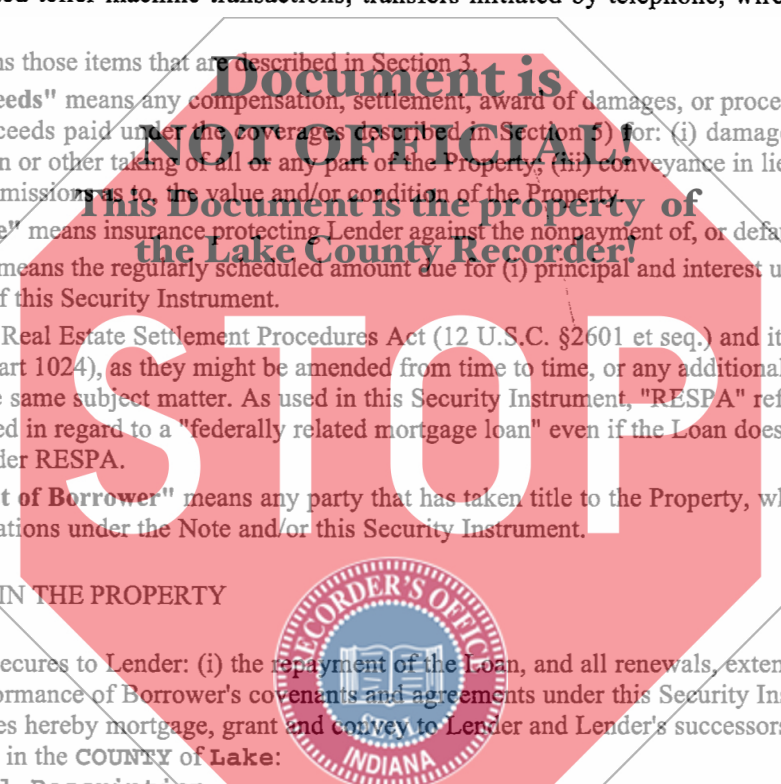 ed teller machine transactions, transfers initiated by telephone, wire
ns those items that are described in Section 3.
eeds" means any compensation, settlement, award of damages, or procee
ceeds paid under the coverages described in Section 5) for: (i) damage
n or other taking of all or any part of the Property; (iii) conveyance in lie
missions as to, the value and/or condition of the Property.
e" means insurance protecting Lender against the nonpayment of, or defau
means the regularly scheduled amount due for (i) principal and interest u
f this Security Instrument.
Real Estate Settlement Procedures Act (12 U.S.C. §2601 et seq.) and it
art 1024), as they might be amended from time to time, or any additional
e same subject matter. As used in this Security Instrument, "RESPA" ref
ed in regard to a "federally related mortgage loan" even if the Loan does
der RESPA.
t of Borrower" means any party that has taken title to the Property, wh
ations under the Note and/or this Security Instrument.
IN THE PROPERTY
ecures to Lender: (i) the repayment of the Loan, and all renewals, exten
ormance of Borrower's covenants and agreements under this Security Ins
es hereby mortgage, grant and convey to Lender and Lender's successors
in the COUNTY of Lake:
Document is
NOT OFFICIAL!
This Document is the property of
the Lake County Recorder!
STOP
RECORDER'S OFFICE
INDIANA